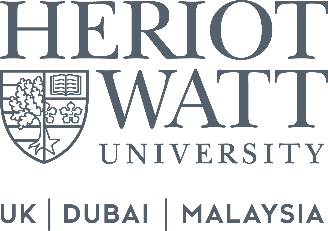 HERIOT
WATT
UNIVERSITY
UK | DUBAI | MALAYSIA